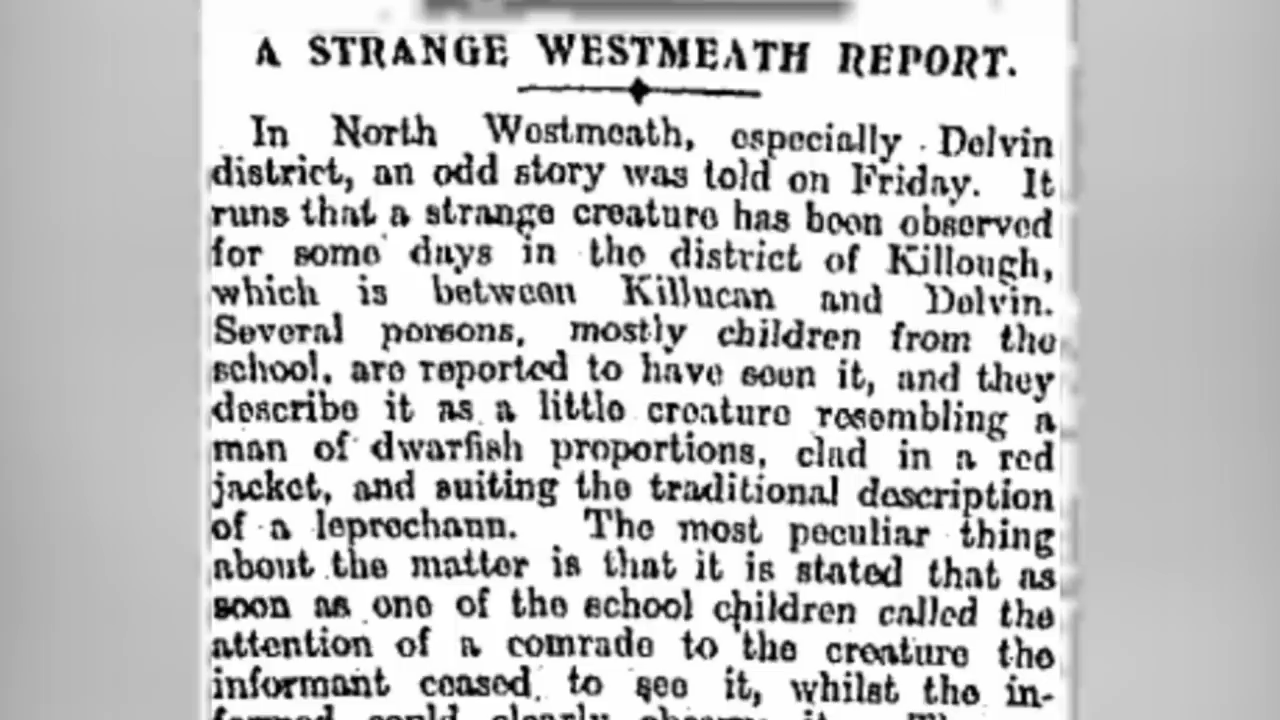 A STRANGE WESTMEATH REPORT.
In North Westmeath, especially Delvin
district, an odd story was told on Friday. It
runs that a strange creature has been observed
for some days in the district of Killough,
which is between Killucan and Delvin.
Several persons, mostly children from the
school, are reported to have seen it, and they
describe it as a little creature resembling a
man of dwarfish proportions, clad in a red
jacket, and suiting the traditional description
of a leprechaun. The most peculiar thing
about the matter is that it is stated that as
soon as one of the school children called the
attention of a comrade to the creature the
informant ceased to see it, whilst the in-
formed could clearly observe it.